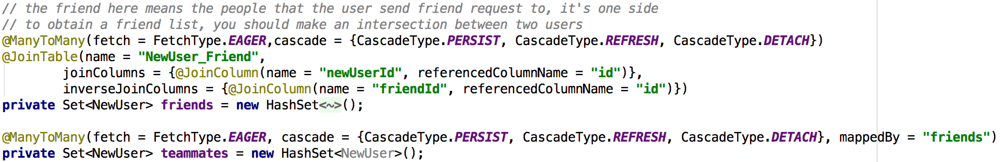 // the friend here means the people that the user send friend request to, it's one side
// to obtain a friend list, you should make an intersection between two users
@ManyToMany(fetch = FetchType.EAGER,cascade = {CascadeType.PERSIST, CascadeType.REFRESH, CascadeType.DETACH})
@JoinTable(name = "NewUser_Friend",
        joinColumns = {@JoinColumn(name = "newUserId", referencedColumnName = "id")},
        inverseJoinColumns = {@JoinColumn(name = "friendId", referencedColumnName = "id")})
private Set<NewUser> friends = new HashSet<~>();
@ManyToMany(fetch = FetchType.EAGER, cascade = {CascadeType.PERSIST, CascadeType.REFRESH, CascadeType.DETACH}, mappedBy = "friends")
private Set<NewUser> teammates = new HashSet<NewUser>();